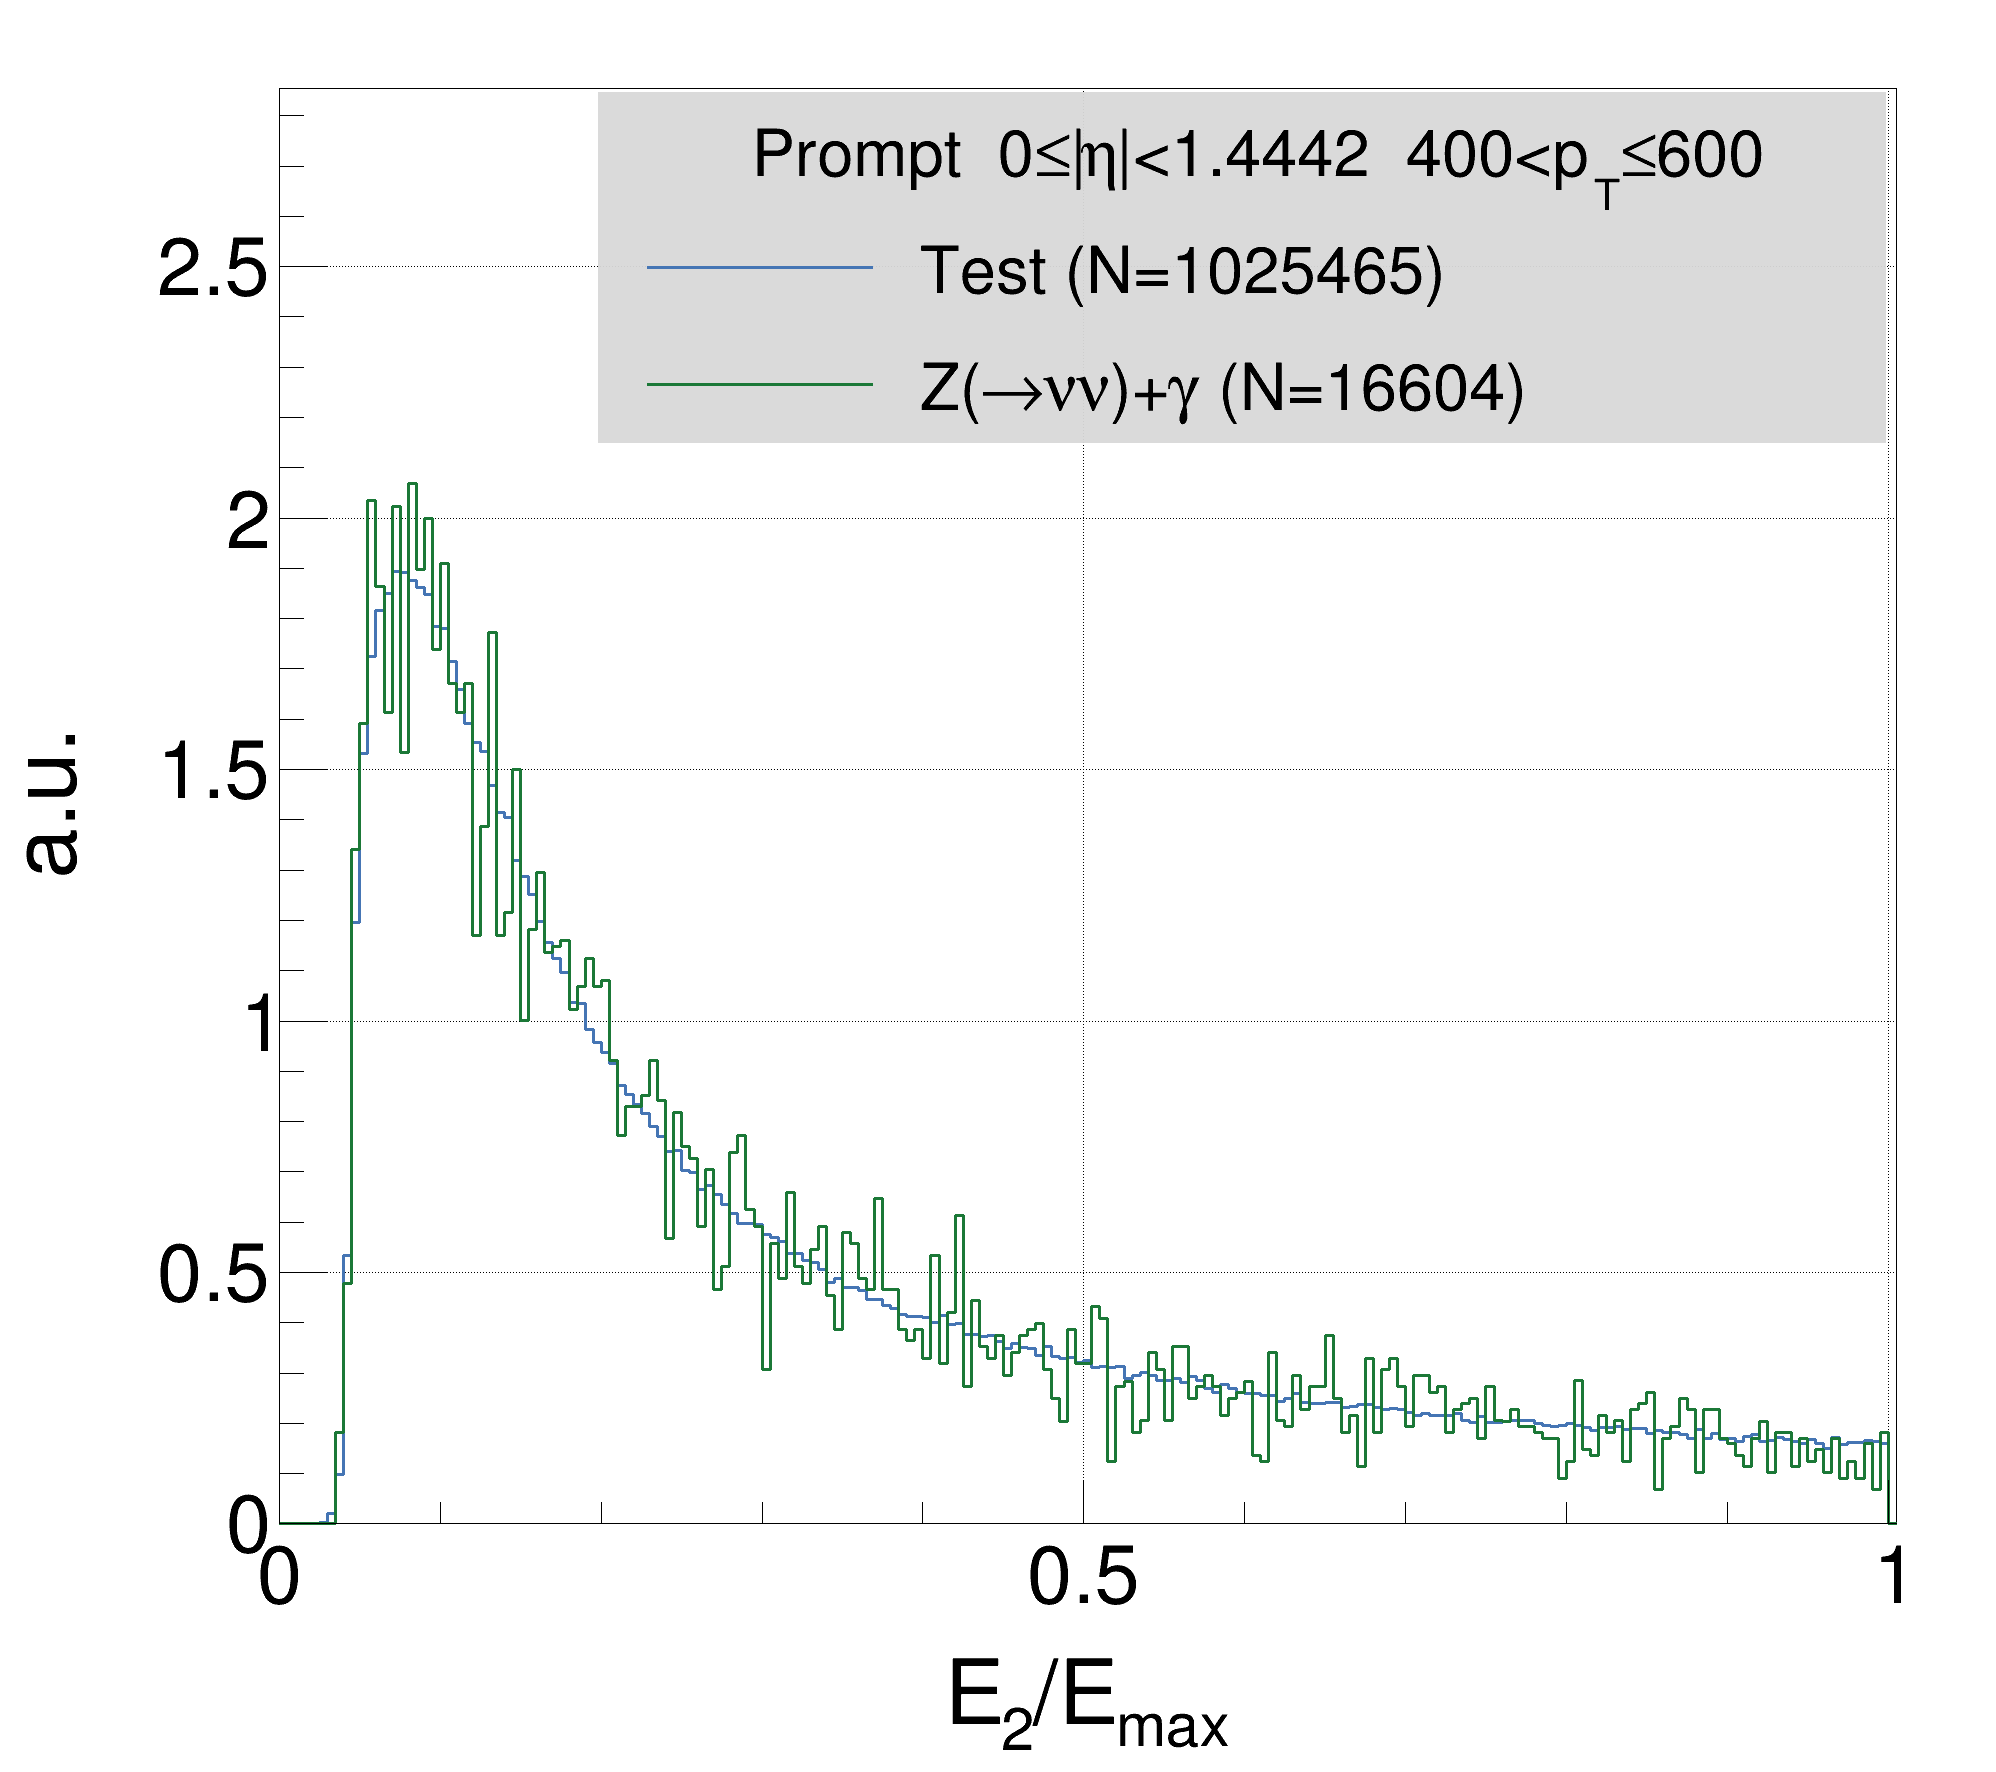 Prompt 0≤|η|<1.4442 400<p_T≤600
Test (N=1025465)
Z(→νν)+γ (N=16604)
2.5
2
1.5
1
0.5
0
a.u.
0 0.5 1
E₂/E_max